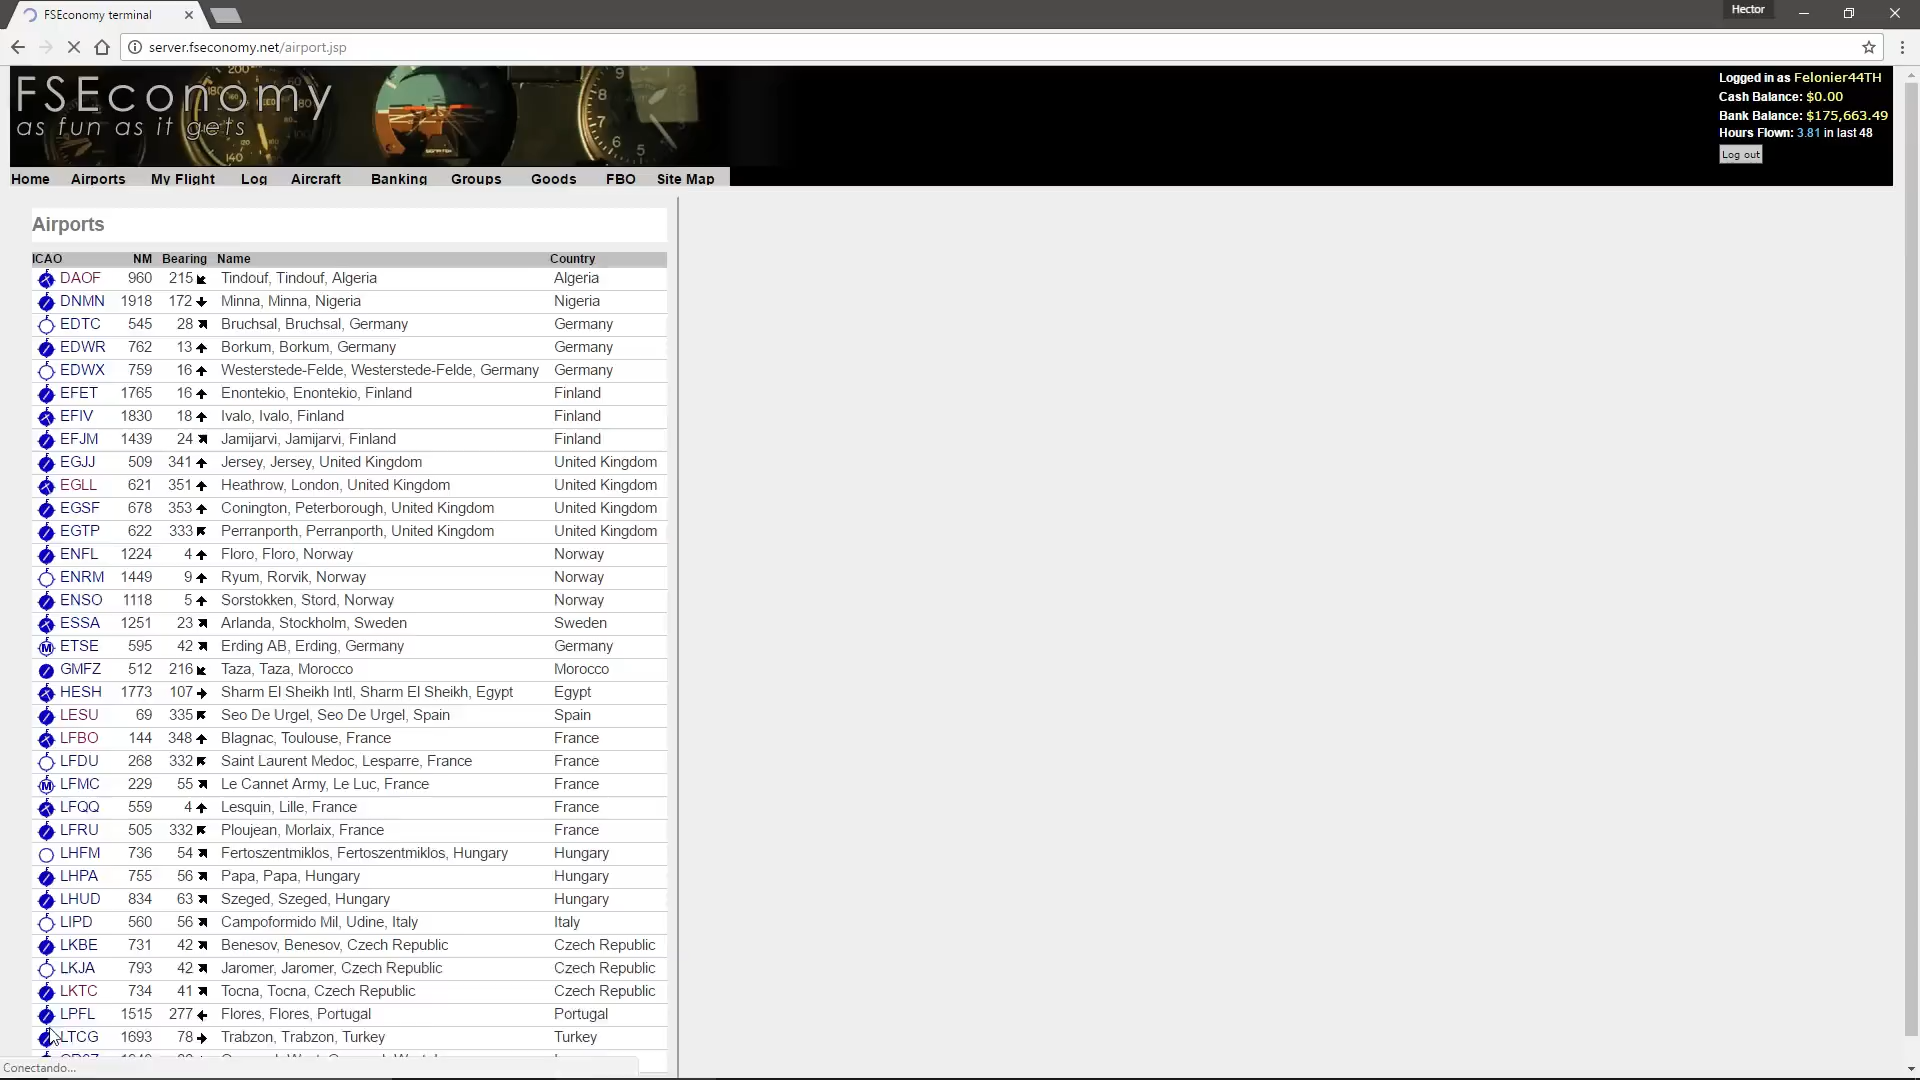 FSEconomy terminal
Hector
server.fseconomy.net/airport.jsp
FSEconomy
as fun as it gets
Logged in as Felonier44TH
Cash Balance: $0.00
Bank Balance: $175,663.49
Hours Flown: 3.81 in last 48
Log out
Home Airports My Flight Log Aircraft Banking Groups Goods FBO Site Map
Airports
ICAO NM Bearing Name Country
DAOF 960 215 Tindouf, Tindouf, Algeria Algeria
DNMN 1918 172 Minna, Minna, Nigeria Nigeria
EDTC 545 28 Bruchsal, Bruchsal, Germany Germany
EDWR 762 13 Borkum, Borkum, Germany Germany
EDWX 759 16 Westerstede-Felde, Westerstede-Felde, Germany Germany
EFET 1765 16 Enontekio, Enontekio, Finland Finland
EFIV 1830 18 Ivalo, Ivalo, Finland Finland
EFJM 1439 24 Jamijarvi, Jamijarvi, Finland Finland
EGJJ 509 341 Jersey, Jersey, United Kingdom United Kingdom
EGLL 621 351 Heathrow, London, United Kingdom United Kingdom
EGSF 678 353 Conington, Peterborough, United Kingdom United Kingdom
EGTP 622 333 Perranporth, Perranporth, United Kingdom United Kingdom
ENFL 1224 4 Floro, Floro, Norway Norway
ENRM 1449 9 Ryum, Rorvik, Norway Norway
ENSO 1118 5 Sorstokken, Stord, Norway Norway
ESSA 1251 23 Arlanda, Stockholm, Sweden Sweden
M ETSE 595 42 Erding AB, Erding, Germany Germany
GMFZ 512 216 Taza, Taza, Morocco Morocco
HESH 1773 107 Sharm El Sheikh Intl, Sharm El Sheikh, Egypt Egypt
LESU 69 335 Seo De Urgel, Seo De Urgel, Spain Spain
LFBO 144 348 Blagnac, Toulouse, France France
LFDU 268 332 Saint Laurent Medoc, Lesparre, France France
M LFMC 229 55 Le Cannet Army, Le Luc, France France
LFQQ 559 4 Lesquin, Lille, France France
LFRU 505 332 Ploujean, Morlaix, France France
LHFM 736 54 Fertoszentmiklos, Fertoszentmiklos, Hungary Hungary
LHPA 755 56 Papa, Papa, Hungary Hungary
LHUD 834 63 Szeged, Szeged, Hungary Hungary
LIPD 560 56 Campoformido Mil, Udine, Italy Italy
LKBE 731 42 Benesov, Benesov, Czech Republic Czech Republic
LKJA 793 42 Jaromer, Jaromer, Czech Republic Czech Republic
LKTC 734 41 Tocna, Tocna, Czech Republic Czech Republic
LPFL 1515 277 Flores, Flores, Portugal Portugal
LTCG 1693 78 Trabzon, Trabzon, Turkey Turkey
Conectando...